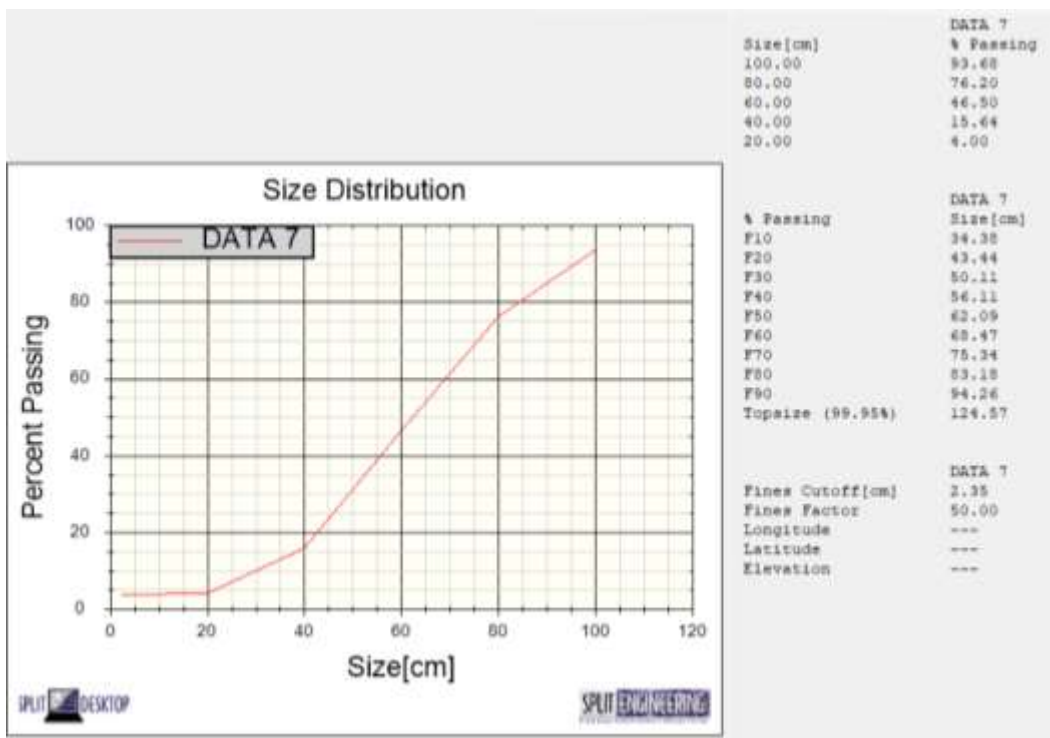 DATA 7
Size[cm] % Passing
100.00 93.68
80.00 76.20
60.00 46.50
40.00 15.64
20.00 4.00
DATA 7
% Passing Size[cm]
F10 34.38
F20 43.44
F30 50.11
F40 56.11
F50 62.09
F60 68.47
F70 75.34
F80 83.18
F90 94.26
Topsize (99.95%) 124.57
DATA 7
Fines Cutoff[cm] 2.35
Fines Factor 50.00
Longitude ---
Latitude ---
Elevation ---
Size Distribution
DATA 7
Percent Passing
100
80
60
40
20
0
0 20 40 60 80 100 120
Size[cm]
SPLIT DESKTOP
SPLIT ENGINEERING